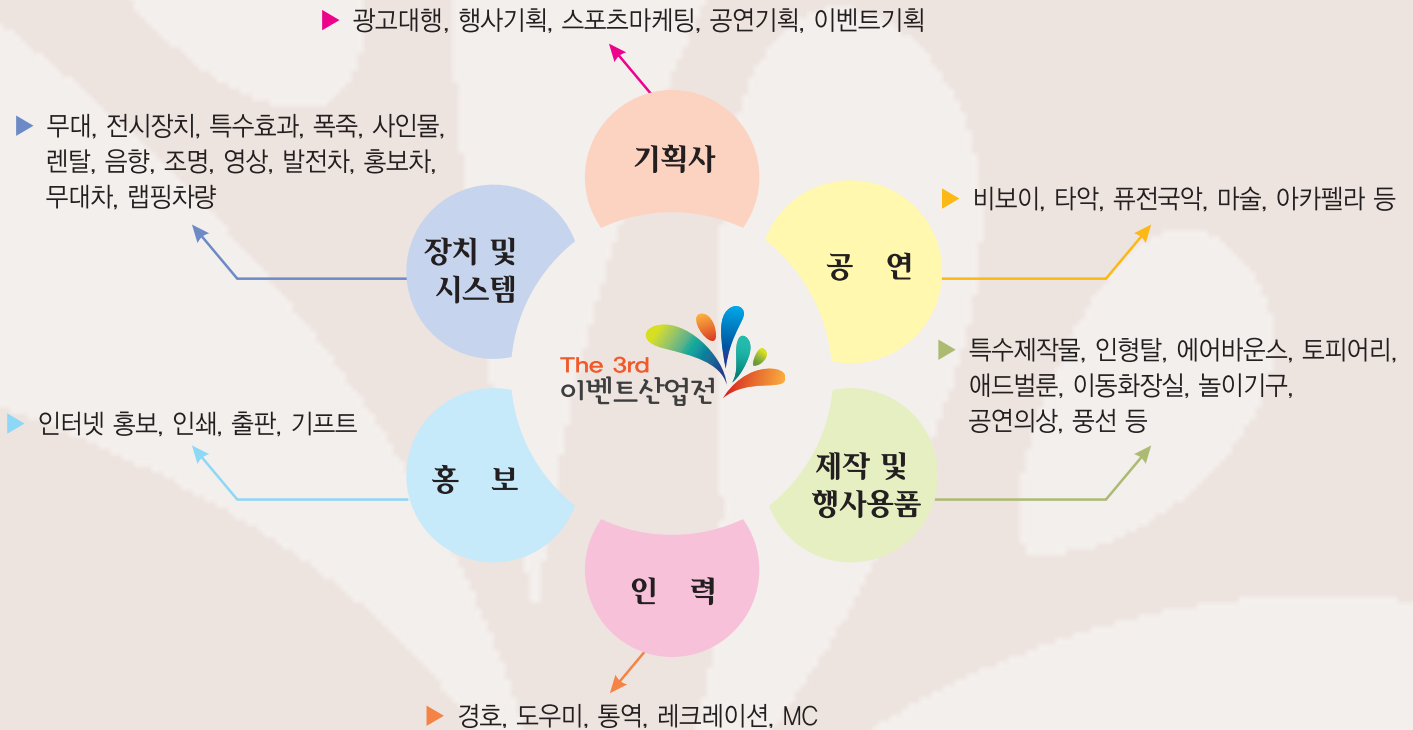 ▶ 광고대행, 행사기획, 스포츠마케팅, 공연기획, 이벤트기획
기획사
▶ 무대, 전시장치, 특수효과, 폭죽, 사인물,
렌탈, 음향, 조명, 영상, 발전차, 홍보차,
무대차, 랩핑차량
장치 및
시스템
▶ 비보이, 타악, 퓨전국악, 마술, 아카펠라 등
공 연
The 3rd
이벤트산업전
▶ 특수제작물, 인형탈, 에어바운스, 토피어리,
애드벌룬, 이동화장실, 놀이기구,
공연의상, 풍선 등
제작 및
행사용품
▶ 인터넷 홍보, 인쇄, 출판, 기프트
홍 보
인 력
▶ 경호, 도우미, 통역, 레크레이션, MC